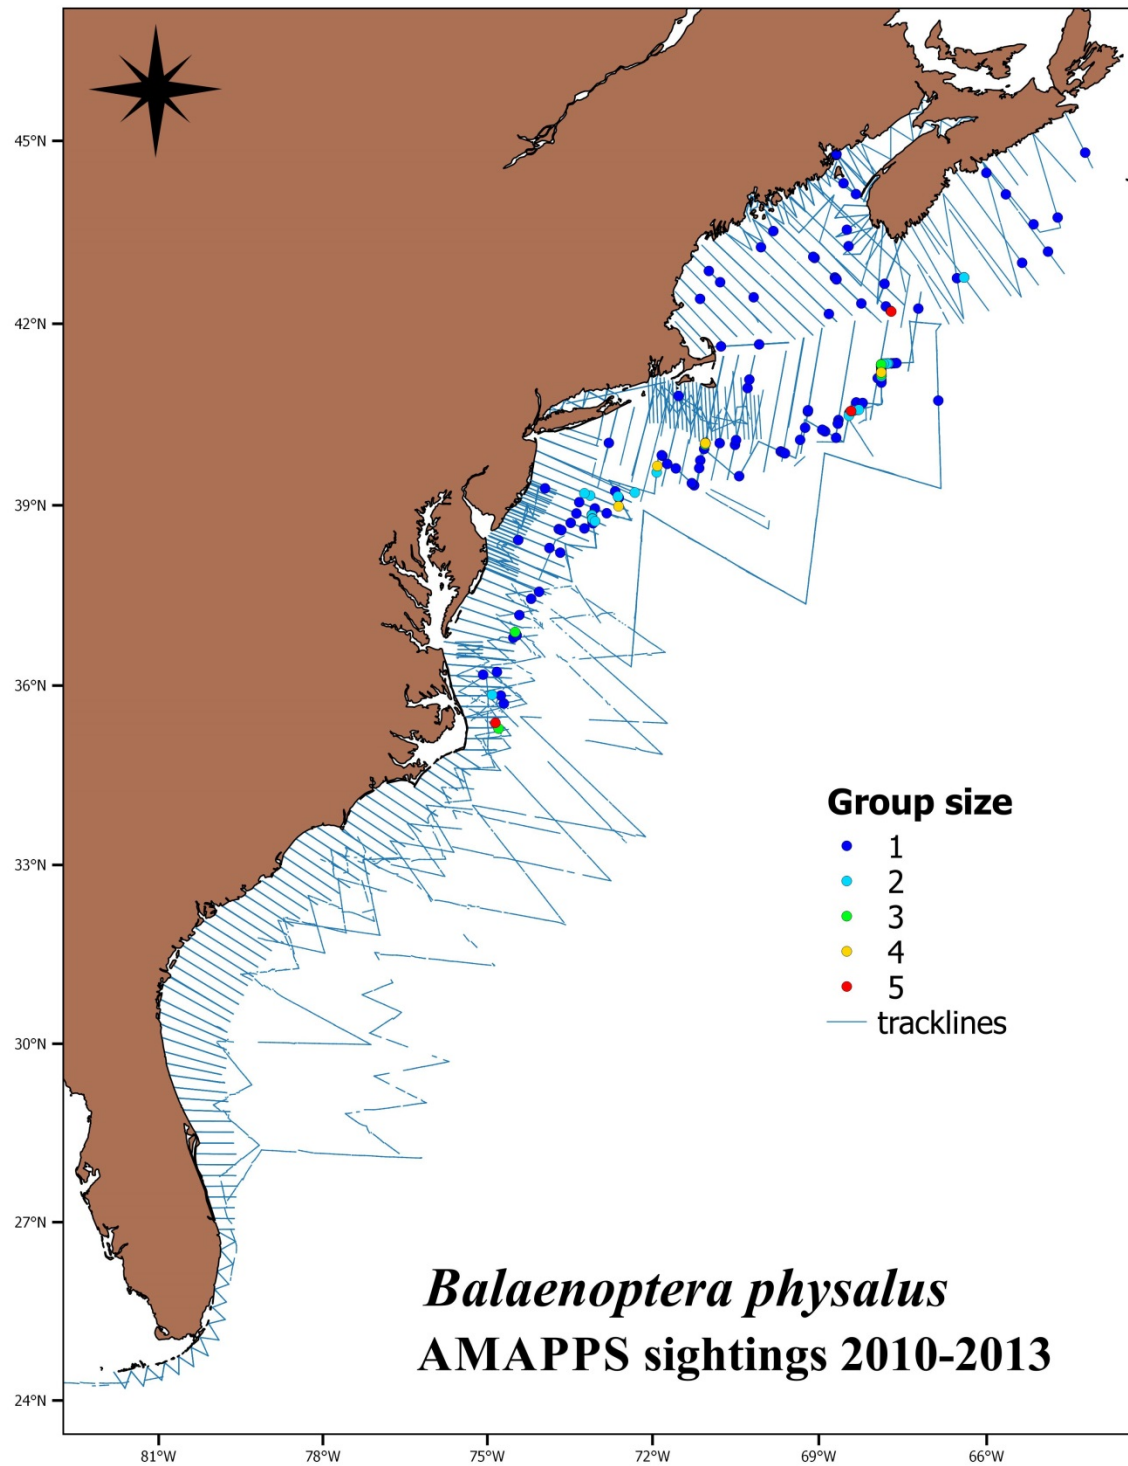 45°N
42°N
39°N
36°N
33°N
30°N
27°N
24°N
Group size
1
2
3
4
5
tracklines
Balaenoptera physalus
AMAPPS sightings 2010-2013
81°W
78°W
75°W
72°W
69°W
66°W